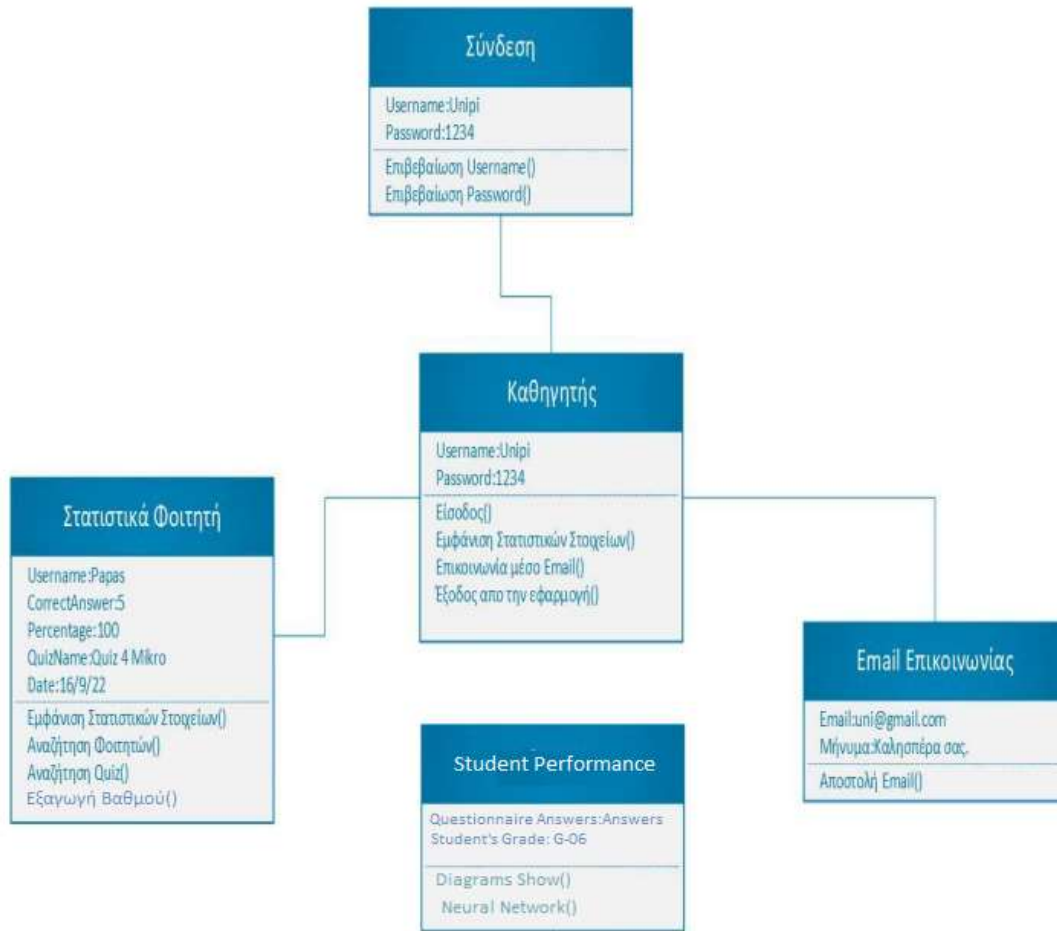 Σύνδεση
Username:Unipi
Password:1234
Επιβεβαίωση Username()
Επιβεβαίωση Password()
Καθηγητής
Username:Unipi
Password:1234
Είσοδος()
Εμφάνιση Στατιστικών Στοιχείων()
Επικοινωνία μέσο Email()
Έξοδος απο την εφαρμογή()
Στατιστικά Φοιτητή
Username:Papas
CorrectAnswer:5
Percentage:100
QuizName:Quiz 4 Mikro
Date:16/9/22
Εμφάνιση Στατιστικών Στοιχείων()
Αναζήτηση Φοιτητών()
Αναζήτηση Quiz()
Εξαγωγή Βαθμού()
Email Επικοινωνίας
Email:uni@gmail.com
Μήνυμα:Καλησπέρα σας.
Αποστολή Email()
Student Performance
Questionnaire Answers:Answers
Student's Grade: G-06
Diagrams Show()
Neural Network()